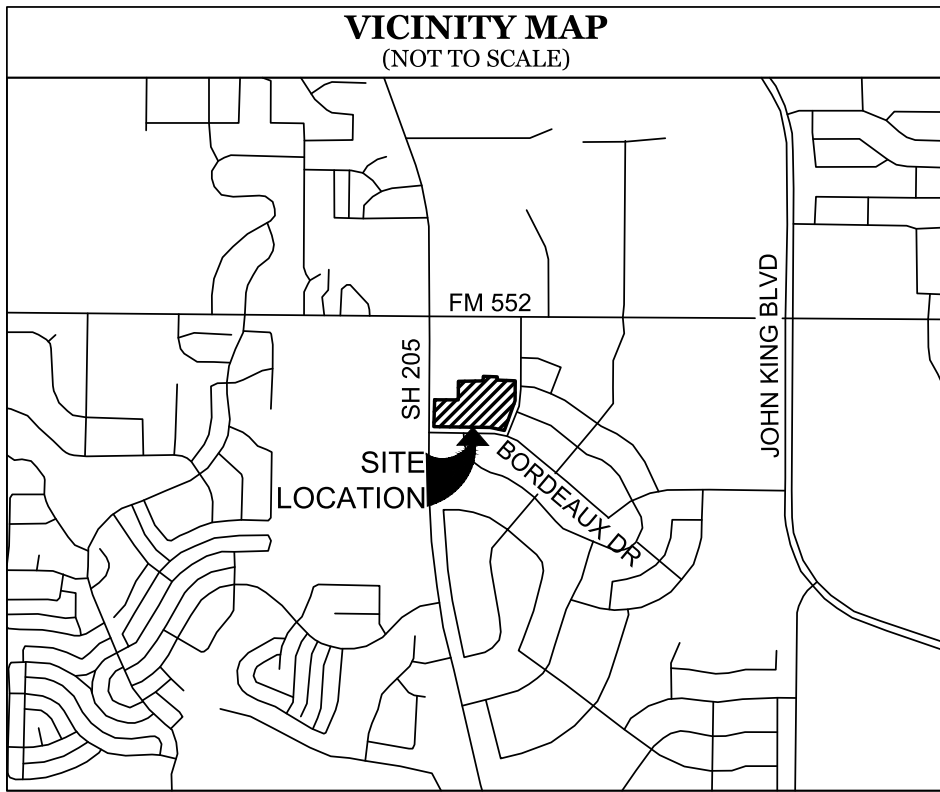 VICINITY MAP
(NOT TO SCALE)
FM 552
SH 205
JOHN KING BLVD
SITE
LOCATION
BORDEAUX DR